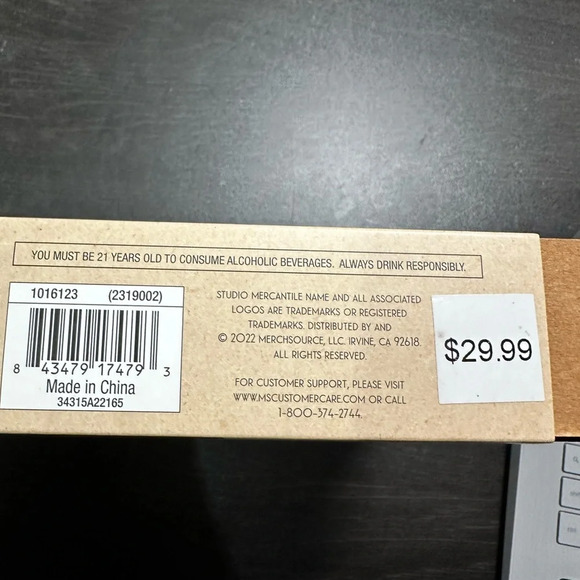 YOU MUST BE 21 YEARS OLD TO CONSUME ALCOHOLIC BEVERAGES. ALWAYS DRINK RESPONSIBLY.
1016123 (2319002)
8 43479 17479 3
Made in China
34315A22165
STUDIO MERCANTILE NAME AND ALL ASSOCIATED
LOGOS ARE TRADEMARKS OR REGISTERED
TRADEMARKS. DISTRIBUTED BY AND
© 2022 MERCHSOURCE, LLC. IRVINE, CA 92618.
ALL RIGHTS RESERVED.
FOR CUSTOMER SUPPORT, PLEASE VISIT
WWW.MSCUSTOMERCARE.COM OR CALL
1-800-374-2744.
$29.99